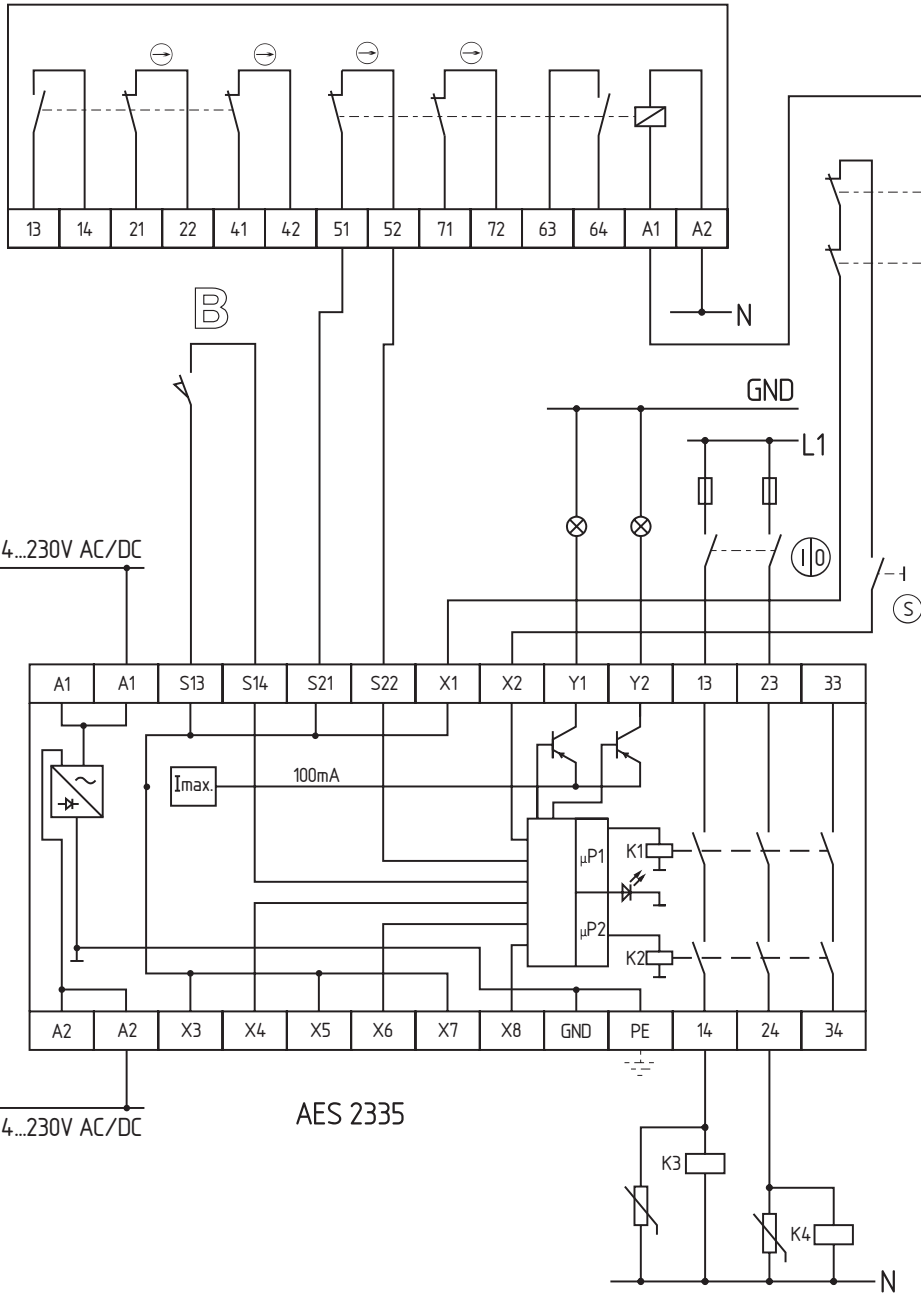 13 14 21 22 41 42 51 52 71 72 63 64 A1 A2
B
N
GND
L1
4...230V AC/DC
I 0
S
A1 A1 S13 S14 S21 S22 X1 X2 Y1 Y2 13 23 33
Imax. 100mA
µP1 K1
µP2 K2
A2 A2 X3 X4 X5 X6 X7 X8 GND PE 14 24 34
4...230V AC/DC
AES 2335
K3
K4
N